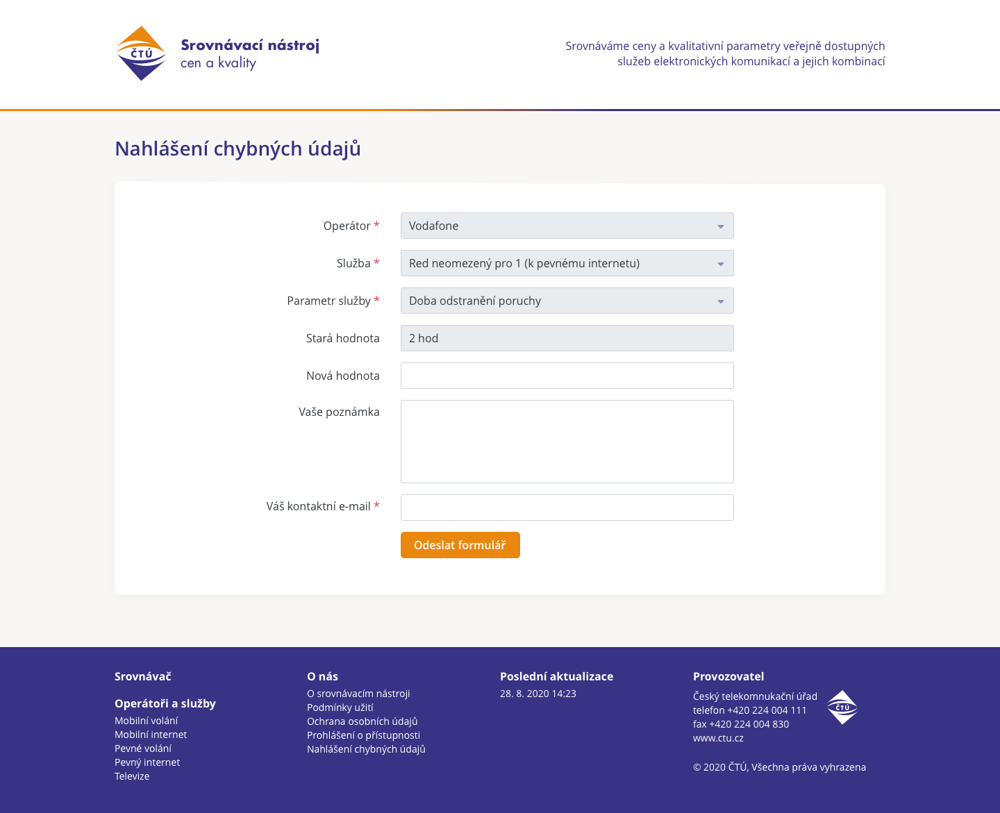 ČTÚ
Srovnávací nástroj
cen a kvality
Srovnáváme ceny a kvalitativní parametry veřejně dostupných
služeb elektronických komunikací a jejich kombinací
Nahlášení chybných údajů
Operátor *
Vodafone
Služba *
Red neomezený pro 1 (k pevnému internetu)
Parametr služby *
Doba odstranění poruchy
Stará hodnota
2 hod
Nová hodnota
Vaše poznámka
Váš kontaktní e-mail *
Odeslat formulář
Srovnávač
Operátoři a služby
Mobilní volání
Mobilní internet
Pevné volání
Pevný internet
Televize
O nás
O srovnávacím nástroji
Podmínky užití
Ochrana osobních údajů
Prohlášení o přístupnosti
Nahlášení chybných údajů
Poslední aktualizace
28. 8. 2020 14:23
Provozovatel
Český telekomnukační úřad
telefon +420 224 004 111
fax +420 224 004 830
www.ctu.cz
ČTÚ
© 2020 ČTÚ, Všechna práva vyhrazena